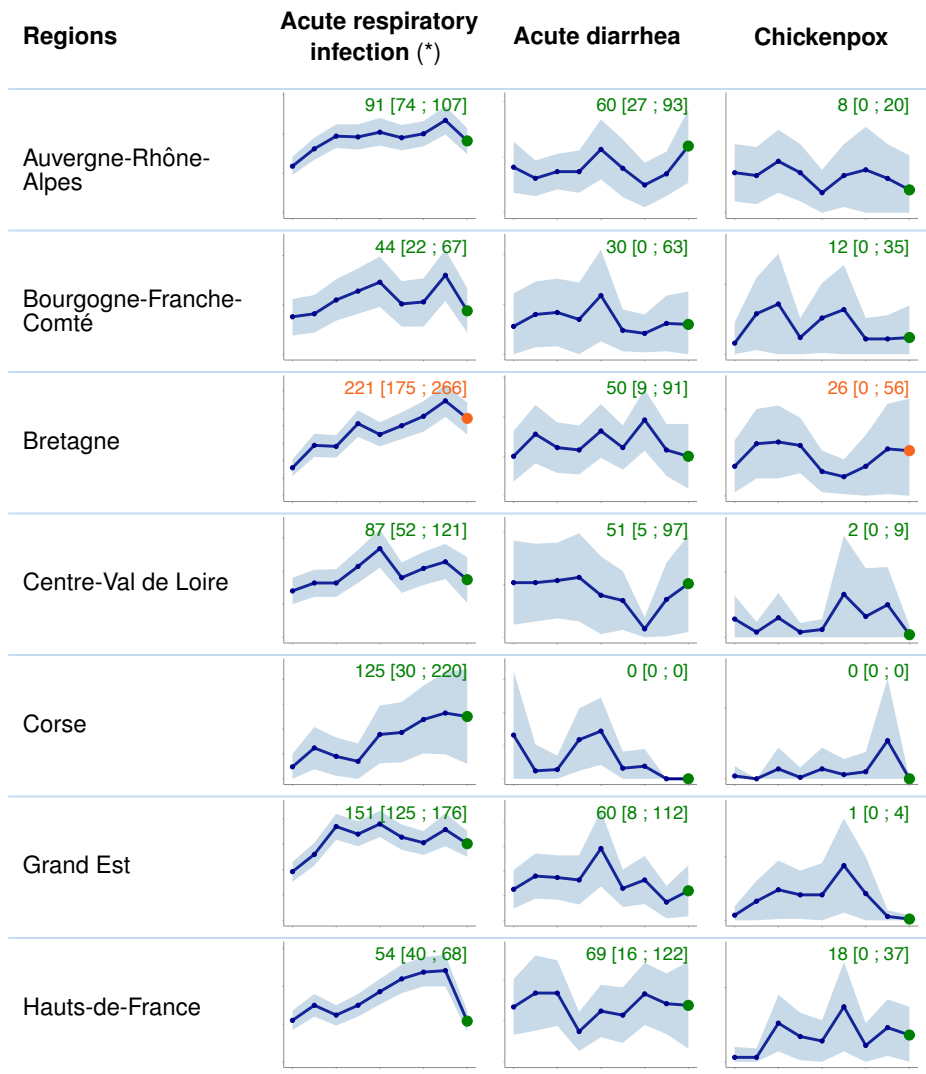 Regions
Acute respiratory
infection (*)
Acute diarrhea
Chickenpox
Auvergne-Rhône-
Alpes
91 [74 ; 107]
60 [27 ; 93]
8 [0 ; 20]
Bourgogne-Franche-
Comté
44 [22 ; 67]
30 [0 ; 63]
12 [0 ; 35]
Bretagne
221 [175 ; 266]
50 [9 ; 91]
26 [0 ; 56]
Centre-Val de Loire
87 [52 ; 121]
51 [5 ; 97]
2 [0 ; 9]
Corse
125 [30 ; 220]
0 [0 ; 0]
0 [0 ; 0]
Grand Est
151 [125 ; 176]
60 [8 ; 112]
1 [0 ; 4]
Hauts-de-France
54 [40 ; 68]
69 [16 ; 122]
18 [0 ; 37]